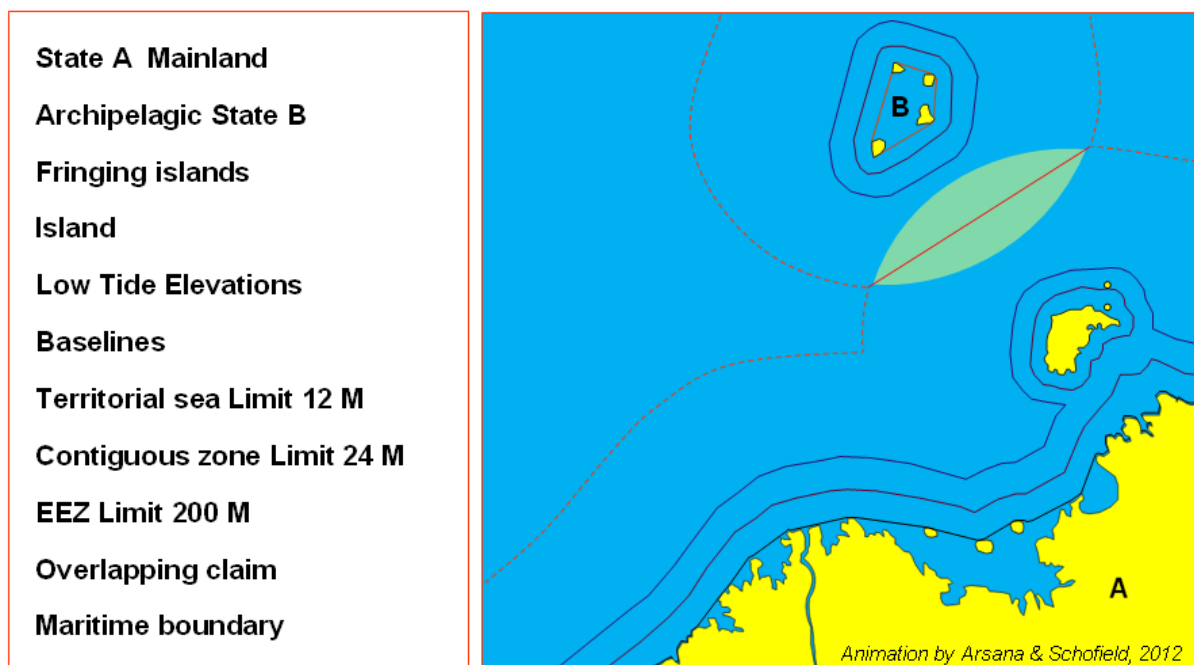 State A Mainland
Archipelagic State B
Fringing islands
Island
Low Tide Elevations
Baselines
Territorial sea Limit 12 M
Contiguous zone Limit 24 M
EEZ Limit 200 M
Overlapping claim
Maritime boundary
B
A
Animation by Arsana & Schofield, 2012